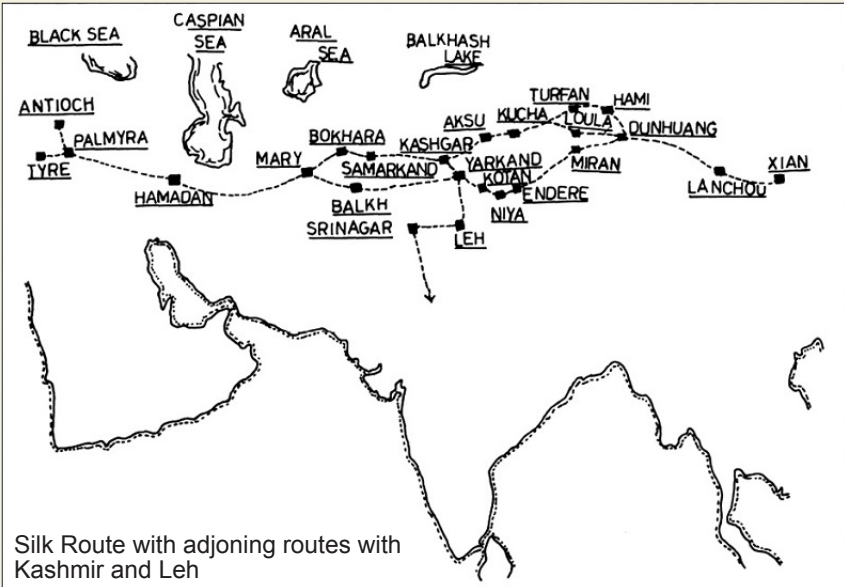 BLACK SEA
CASPIAN
SEA
ARAL
SEA
BALKHASH
LAKE
ANTIOCH
PALMYRA
TYRE
HAMADAN
MARY
BOKHARA
SAMARKAND
BALKH
KASHGAR
AKSU
KUCHA
TURFAN
HAMI
LOULA
DUNHUANG
YARKAND
KOTAN
NIYA
ENDERE
MIRAN
LANCHOU
XIAN
SRINAGAR
LEH
Silk Route with adjoning routes with
Kashmir and Leh